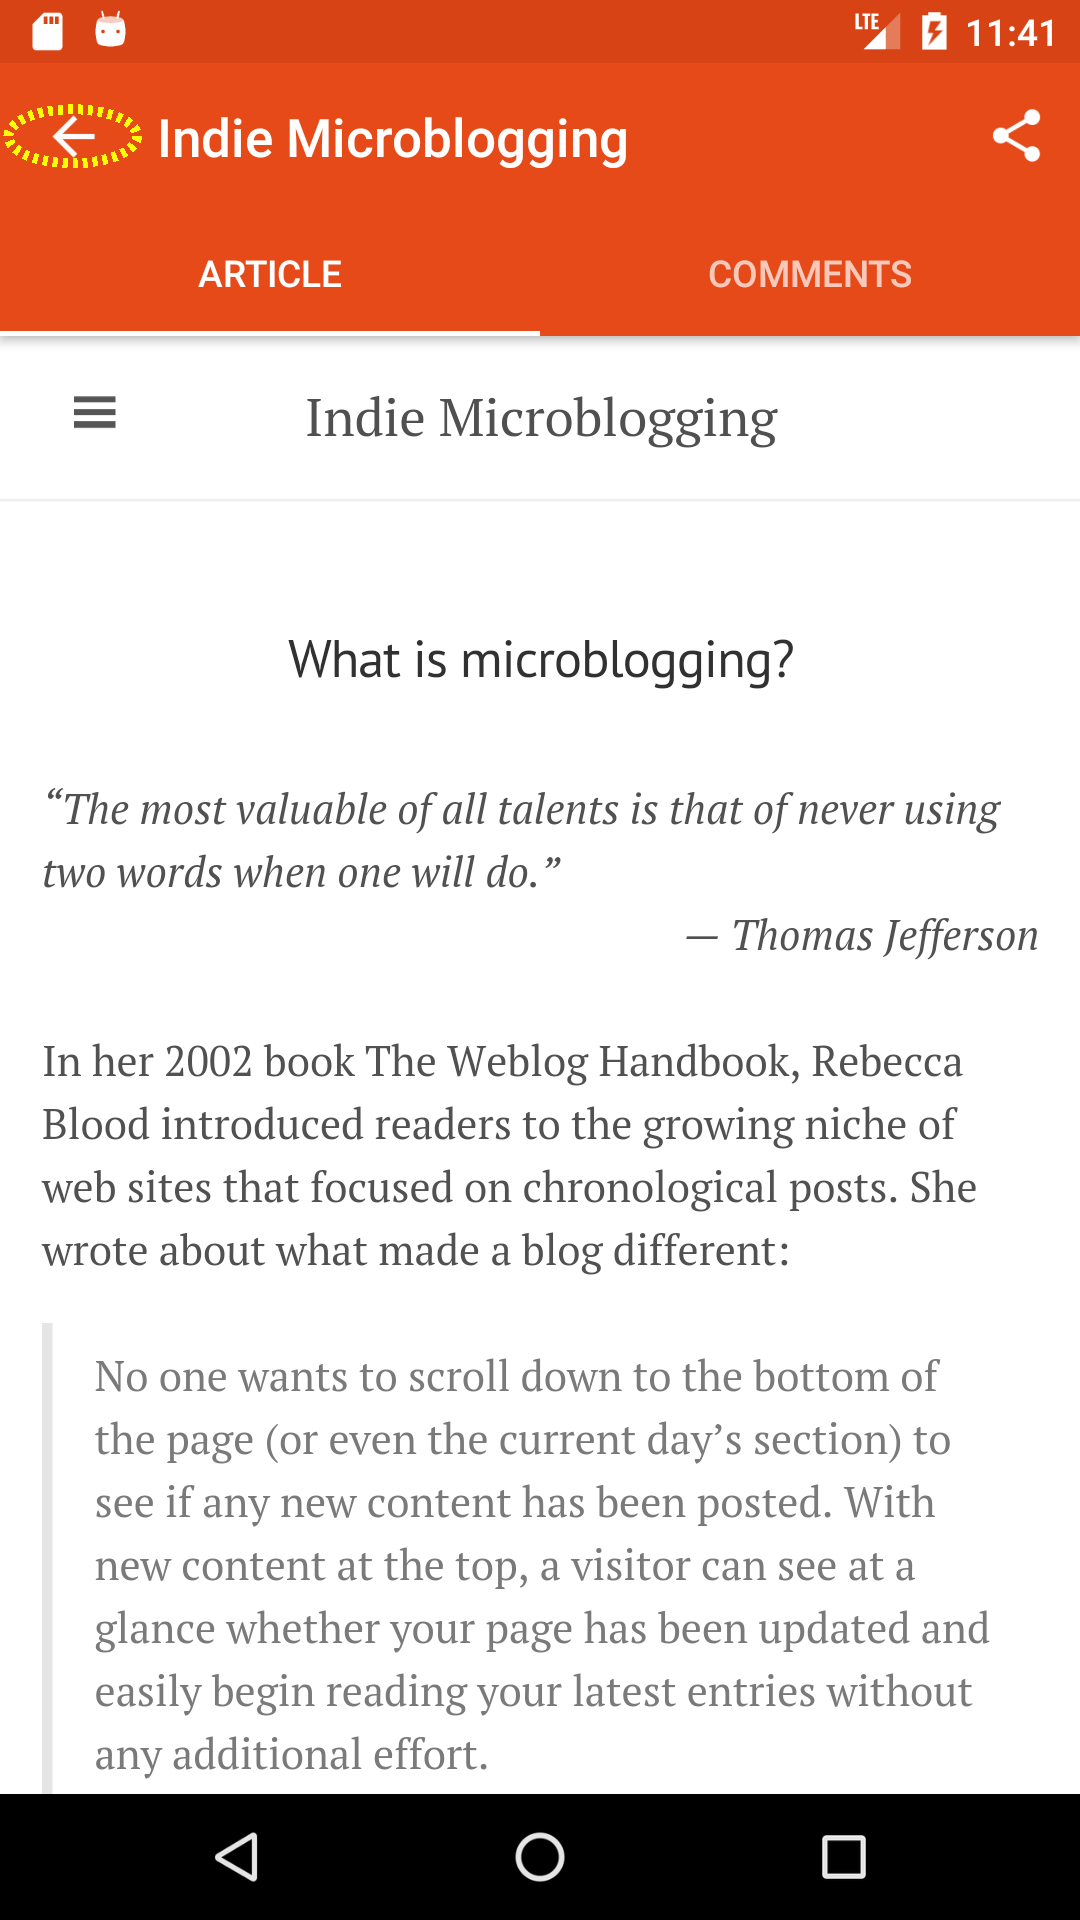 LTE 11:41
Indie Microblogging
ARTICLE COMMENTS
Indie Microblogging
What is microblogging?
“The most valuable of all talents is that of never using
two words when one will do.”
— Thomas Jefferson
In her 2002 book The Weblog Handbook, Rebecca
Blood introduced readers to the growing niche of
web sites that focused on chronological posts. She
wrote about what made a blog different:
No one wants to scroll down to the bottom of
the page (or even the current day’s section) to
see if any new content has been posted. With
new content at the top, a visitor can see at a
glance whether your page has been updated and
easily begin reading your latest entries without
any additional effort.